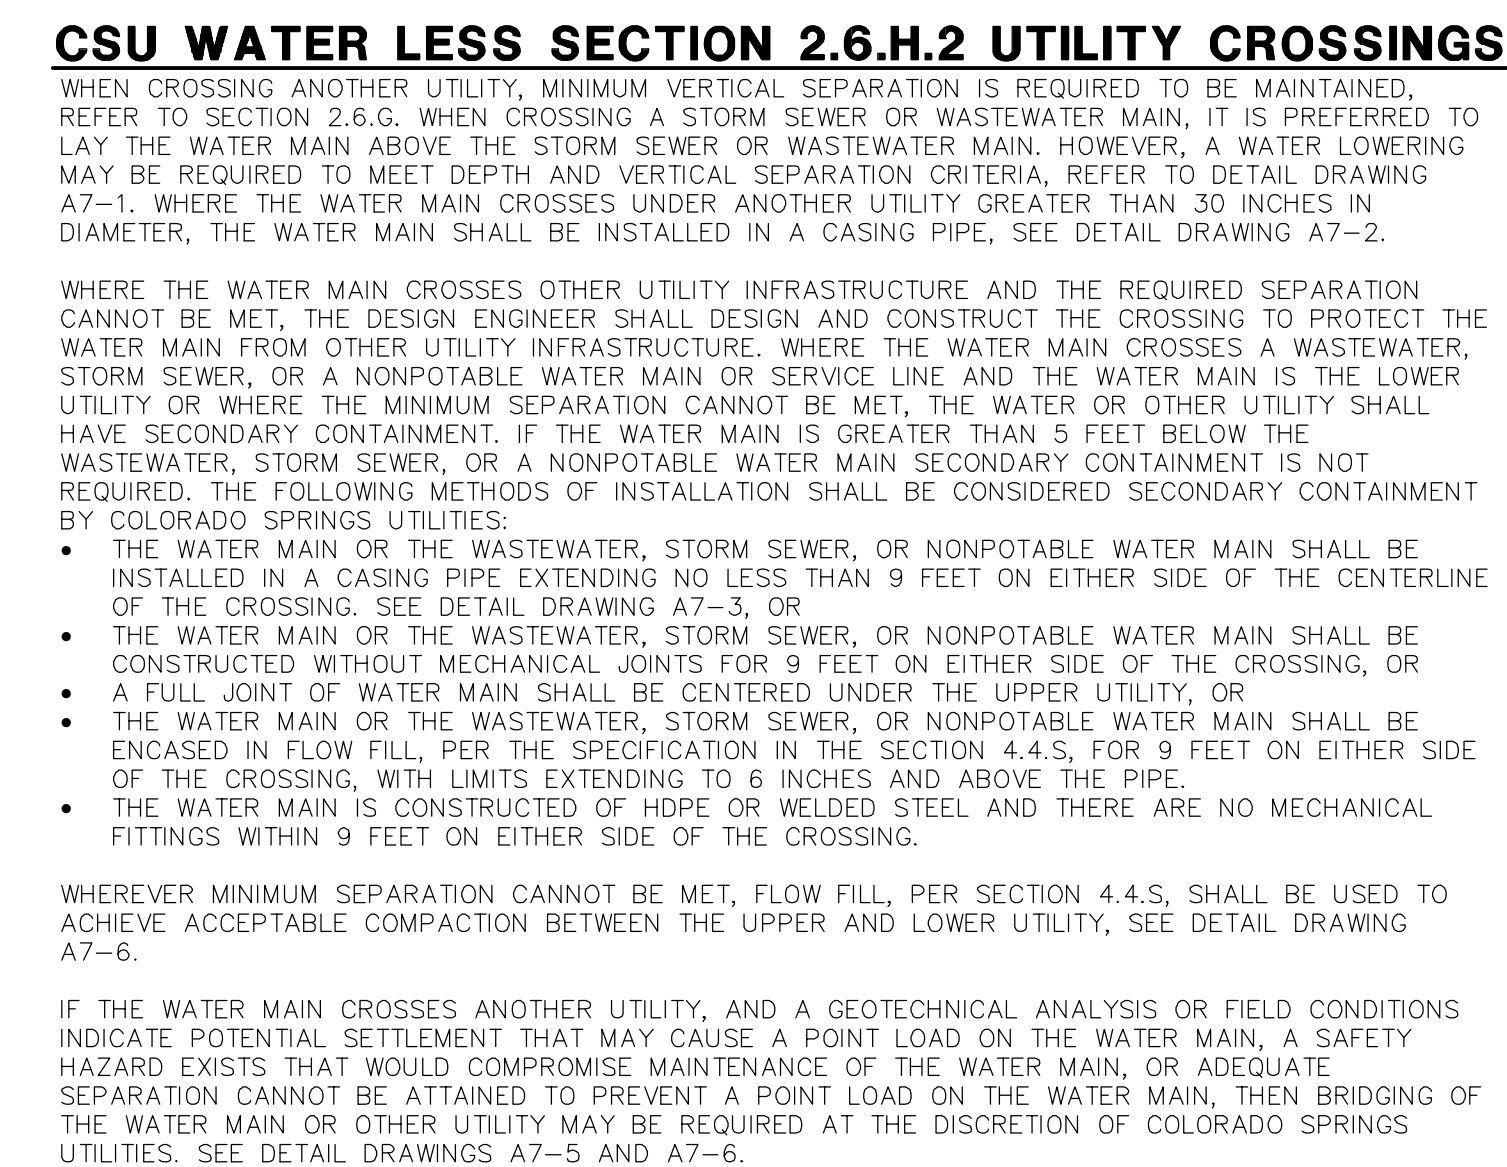 CSU WATER LESS SECTION 2.6.H.2 UTILITY CROSSINGS
WHEN CROSSING ANOTHER UTILITY, MINIMUM VERTICAL SEPARATION IS REQUIRED TO BE MAINTAINED,
REFER TO SECTION 2.6.G. WHEN CROSSING A STORM SEWER OR WASTEWATER MAIN, IT IS PREFERRED TO
LAY THE WATER MAIN ABOVE THE STORM SEWER OR WASTEWATER MAIN. HOWEVER, A WATER LOWERING
MAY BE REQUIRED TO MEET DEPTH AND VERTICAL SEPARATION CRITERIA, REFER TO DETAIL DRAWING
A7-1. WHERE THE WATER MAIN CROSSES UNDER ANOTHER UTILITY GREATER THAN 30 INCHES IN
DIAMETER, THE WATER MAIN SHALL BE INSTALLED IN A CASING PIPE, SEE DETAIL DRAWING A7-2.
WHERE THE WATER MAIN CROSSES OTHER UTILITY INFRASTRUCTURE AND THE REQUIRED SEPARATION
CANNOT BE MET, THE DESIGN ENGINEER SHALL DESIGN AND CONSTRUCT THE CROSSING TO PROTECT THE
WATER MAIN FROM OTHER UTILITY INFRASTRUCTURE. WHERE THE WATER MAIN CROSSES A WASTEWATER,
STORM SEWER, OR A NONPOTABLE WATER MAIN OR SERVICE LINE AND THE WATER MAIN IS THE LOWER
UTILITY OR WHERE THE MINIMUM SEPARATION CANNOT BE MET, THE WATER OR OTHER UTILITY SHALL
HAVE SECONDARY CONTAINMENT. IF THE WATER MAIN IS GREATER THAN 5 FEET BELOW THE
WASTEWATER, STORM SEWER, OR A NONPOTABLE WATER MAIN SECONDARY CONTAINMENT IS NOT
REQUIRED. THE FOLLOWING METHODS OF INSTALLATION SHALL BE CONSIDERED SECONDARY CONTAINMENT
BY COLORADO SPRINGS UTILITIES:
• THE WATER MAIN OR THE WASTEWATER, STORM SEWER, OR NONPOTABLE WATER MAIN SHALL BE
INSTALLED IN A CASING PIPE EXTENDING NO LESS THAN 9 FEET ON EITHER SIDE OF THE CENTERLINE
OF THE CROSSING. SEE DETAIL DRAWING A7-3, OR
• THE WATER MAIN OR THE WASTEWATER, STORM SEWER, OR NONPOTABLE WATER MAIN SHALL BE
CONSTRUCTED WITHOUT MECHANICAL JOINTS FOR 9 FEET ON EITHER SIDE OF THE CROSSING, OR
• A FULL JOINT OF WATER MAIN SHALL BE CENTERED UNDER THE UPPER UTILITY, OR
• THE WATER MAIN OR THE WASTEWATER, STORM SEWER, OR NONPOTABLE WATER MAIN SHALL BE
ENCASED IN FLOW FILL, PER THE SPECIFICATION IN THE SECTION 4.4.S, FOR 9 FEET ON EITHER SIDE
OF THE CROSSING, WITH LIMITS EXTENDING TO 6 INCHES AND ABOVE THE PIPE.
• THE WATER MAIN IS CONSTRUCTED OF HDPE OR WELDED STEEL AND THERE ARE NO MECHANICAL
FITTINGS WITHIN 9 FEET ON EITHER SIDE OF THE CROSSING.
WHEREVER MINIMUM SEPARATION CANNOT BE MET, FLOW FILL, PER SECTION 4.4.S, SHALL BE USED TO
ACHIEVE ACCEPTABLE COMPACTION BETWEEN THE UPPER AND LOWER UTILITY, SEE DETAIL DRAWING
A7-6.
IF THE WATER MAIN CROSSES ANOTHER UTILITY, AND A GEOTECHNICAL ANALYSIS OR FIELD CONDITIONS
INDICATE POTENTIAL SETTLEMENT THAT MAY CAUSE A POINT LOAD ON THE WATER MAIN, A SAFETY
HAZARD EXISTS THAT WOULD COMPROMISE MAINTENANCE OF THE WATER MAIN, OR ADEQUATE
SEPARATION CANNOT BE ATTAINED TO PREVENT A POINT LOAD ON THE WATER MAIN, THEN BRIDGING OF
THE WATER MAIN OR OTHER UTILITY MAY BE REQUIRED AT THE DISCRETION OF COLORADO SPRINGS
UTILITIES. SEE DETAIL DRAWINGS A7-5 AND A7-6.